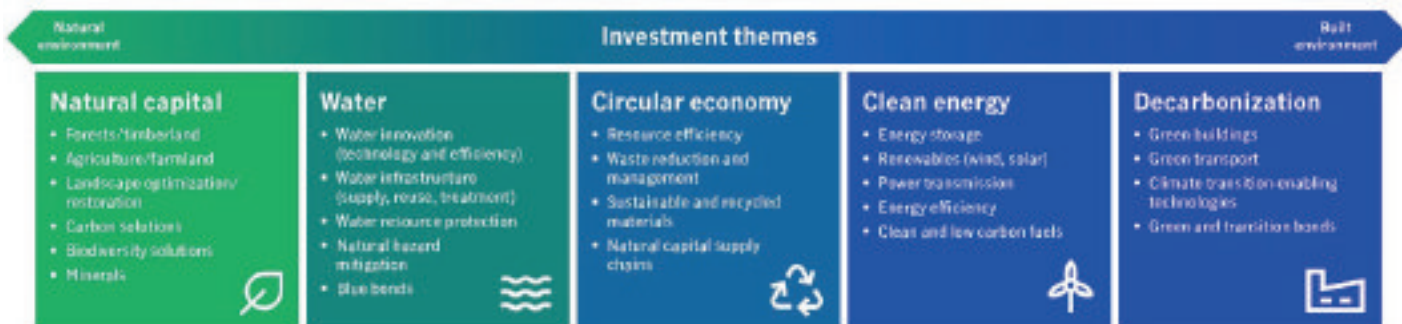 Natural
environment
Investment themes
Built
environment
Natural capital
• Forests/timberland
• Agriculture/farmland
• Landscape optimization/
restoration
• Carbon solutions
• Biodiversity solutions
• Minerals
Water
• Water innovation
(technology and efficiency)
• Water infrastructure
(supply, reuse, treatment)
• Water resource protection
• Natural hazard
mitigation
• Blue bonds
Circular economy
• Resource efficiency
• Waste reduction and
management
• Sustainable and recycled
materials
• Natural capital supply
chains
Clean energy
• Energy storage
• Renewables (wind, solar)
• Power transmission
• Energy efficiency
• Clean and low carbon fuels
Decarbonization
• Green buildings
• Green transport
• Climate transition-enabling
technologies
• Green and transition bonds